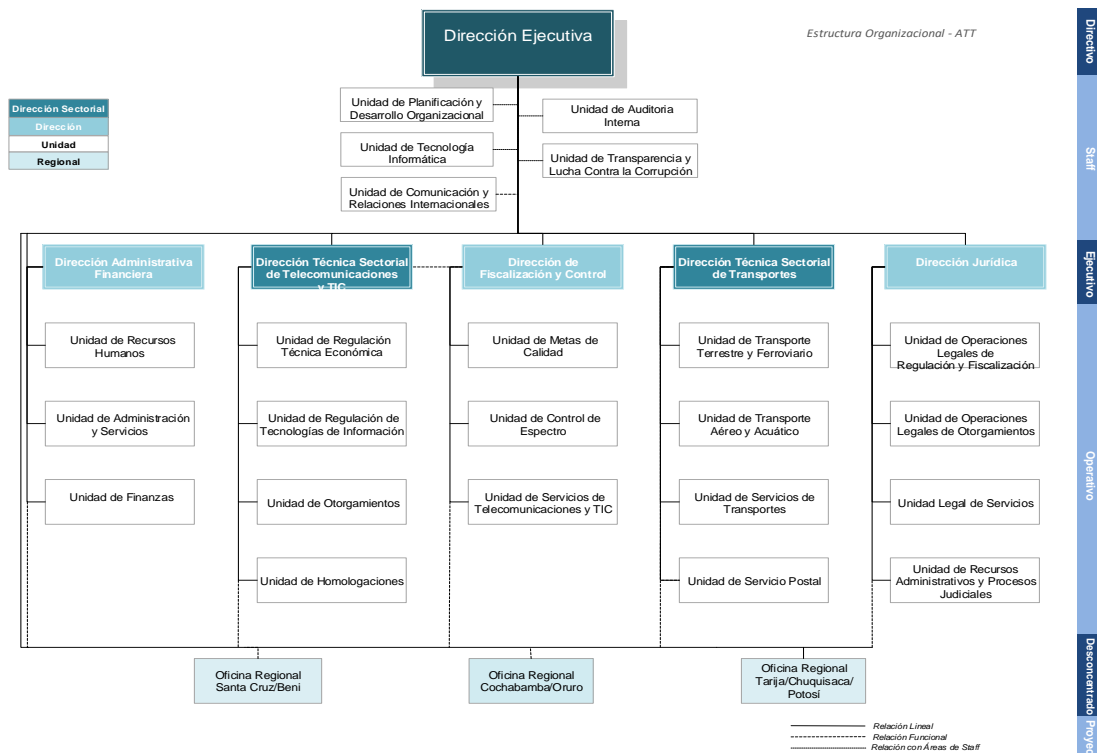 Dirección Ejecutiva
Estructura Organizacional - ATT
Directivo
Dirección Sectorial
Dirección
Unidad
Regional
Unidad de Planificación y
Desarrollo Organizacional
Unidad de Auditoria
Interna
Unidad de Tecnología
Informática
Unidad de Transparencia y
Lucha Contra la Corrupción
Unidad de Comunicación y
Relaciones Internacionales
Staff
Dirección Administrativa
Financiera
Dirección Técnica Sectorial
de Telecomunicaciones
y TIC
Dirección de
Fiscalización y Control
Dirección Técnica Sectorial
de Transportes
Dirección Jurídica
Ejecutivo
Unidad de Recursos
Humanos
Unidad de Regulación
Técnica Económica
Unidad de Metas de
Calidad
Unidad de Transporte
Terrestre y Ferroviario
Unidad de Operaciones
Legales de
Regulación y Fiscalización
Unidad de Administración
y Servicios
Unidad de Regulación de
Tecnologías de Información
Unidad de Control de
Espectro
Unidad de Transporte
Aéreo y Acuático
Unidad de Operaciones
Legales de Otorgamientos
Operativo
Unidad de Finanzas
Unidad de Otorgamientos
Unidad de Servicios de
Telecomunicaciones y TIC
Unidad de Servicios de
Transportes
Unidad Legal de Servicios
Unidad de Homologaciones
Unidad de Servicio Postal
Unidad de Recursos
Administrativos y Procesos
Judiciales
Oficina Regional
Santa Cruz/Beni
Oficina Regional
Cochabamba/Oruro
Oficina Regional
Tarija/Chuquisaca/
Potosí
Desconcentrado
Relación Lineal
Relación Funcional
Relación con Áreas de Staff